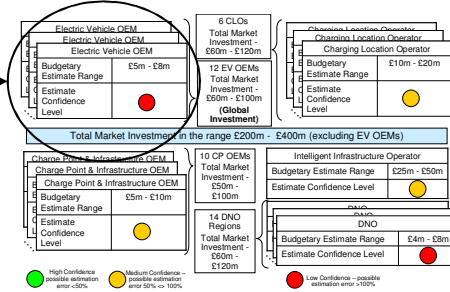 Electric Vehicle OEM
Electric Vehicle OEM
Electric Vehicle OEM
Budgetary Estimate Range
£5m - £8m
Estimate Confidence Level
6 CLOs
Total Market
Investment -
£60m - £120m
12 EV OEMs
Total Market
Investment -
£60m - £100m
(Global
Investment)
Charging Location Operator
Charging Location Operator
Charging Location Operator
Budgetary
Estimate Range
£10m - £20m
Estimate
Confidence
Level
Total Market Investment in the range £200m - £400m (excluding EV OEMs)
Charge Point & Infrastructure OEM
Charge Point & Infrastructure OEM
Charge Point & Infrastructure OEM
Budgetary
Estimate Range
£5m - £10m
Estimate
Confidence
Level
10 CP OEMs
Total Market
Investment -
£50m -
£100m
14 DNO
Regions
Total Market
Investment -
£60m -
£120m
Intelligent Infrastructure Operator
Budgetary Estimate Range
£25m - £50m
Estimate Confidence Level
DNO
DNO
DNO
Budgetary Estimate Range
£4m - £8m
Estimate Confidence Level
High Confidence
possible estimation
error <50%
Medium Confidence –
possible estimation
error 50% <> 100%
Low Confidence – possible
estimation error >100%